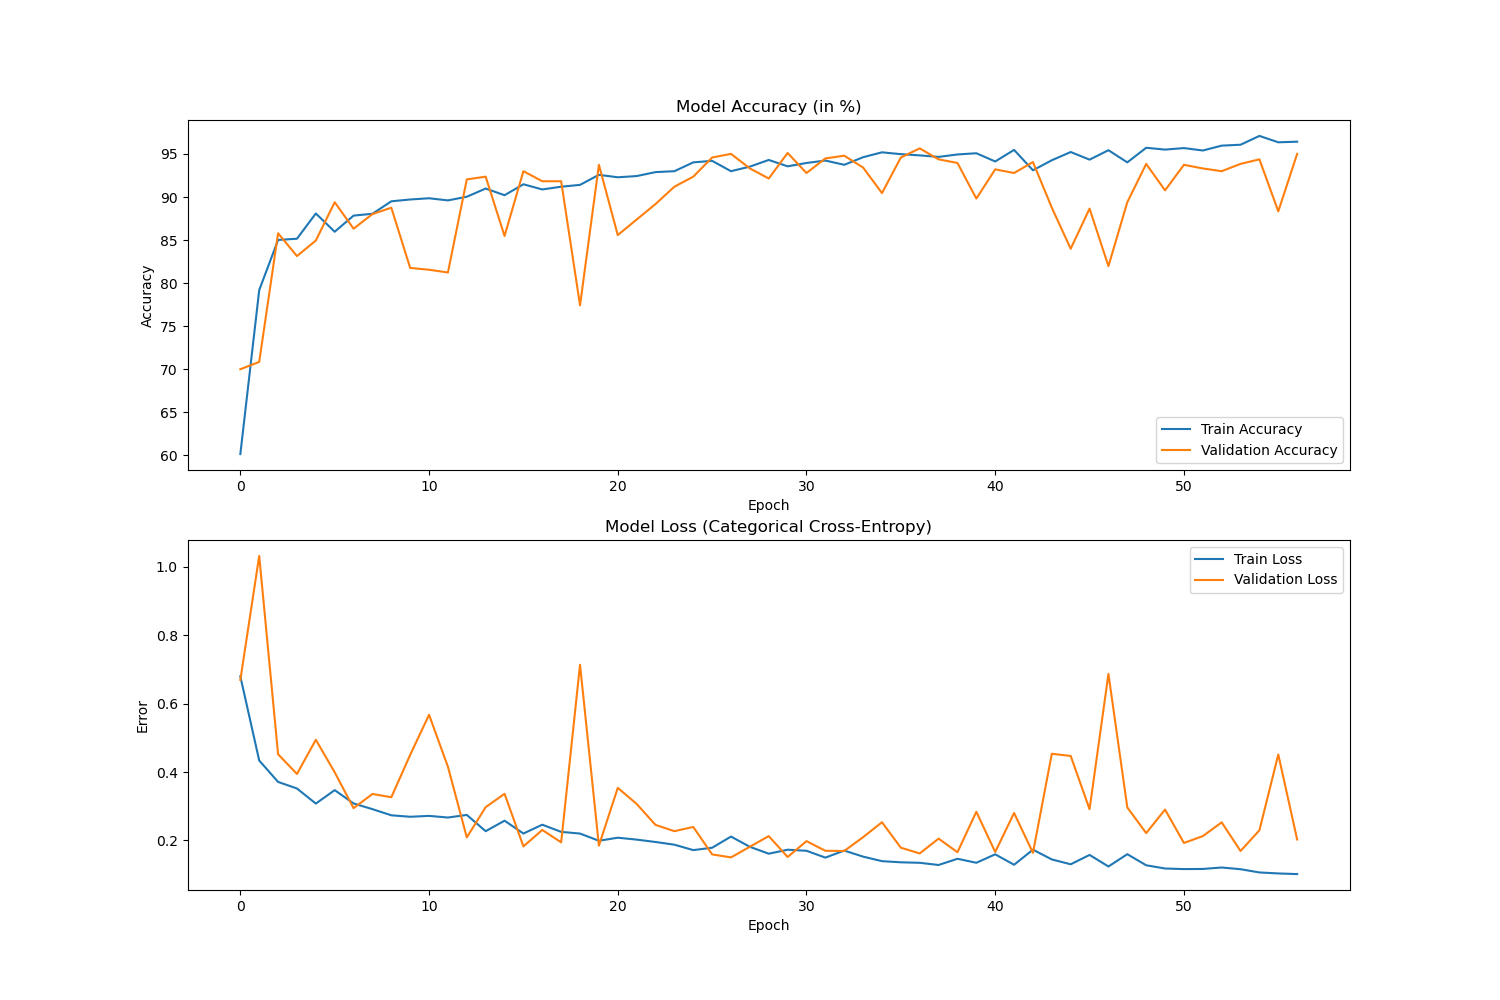 Model Accuracy (in %)
Accuracy
95
90
85
80
75
70
65
60
Train Accuracy
Validation Accuracy
0 10 20 30 40 50
Epoch
Model Loss (Categorical Cross-Entropy)
Error
1.0
0.8
0.6
0.4
0.2
Train Loss
Validation Loss
0 10 20 30 40 50
Epoch